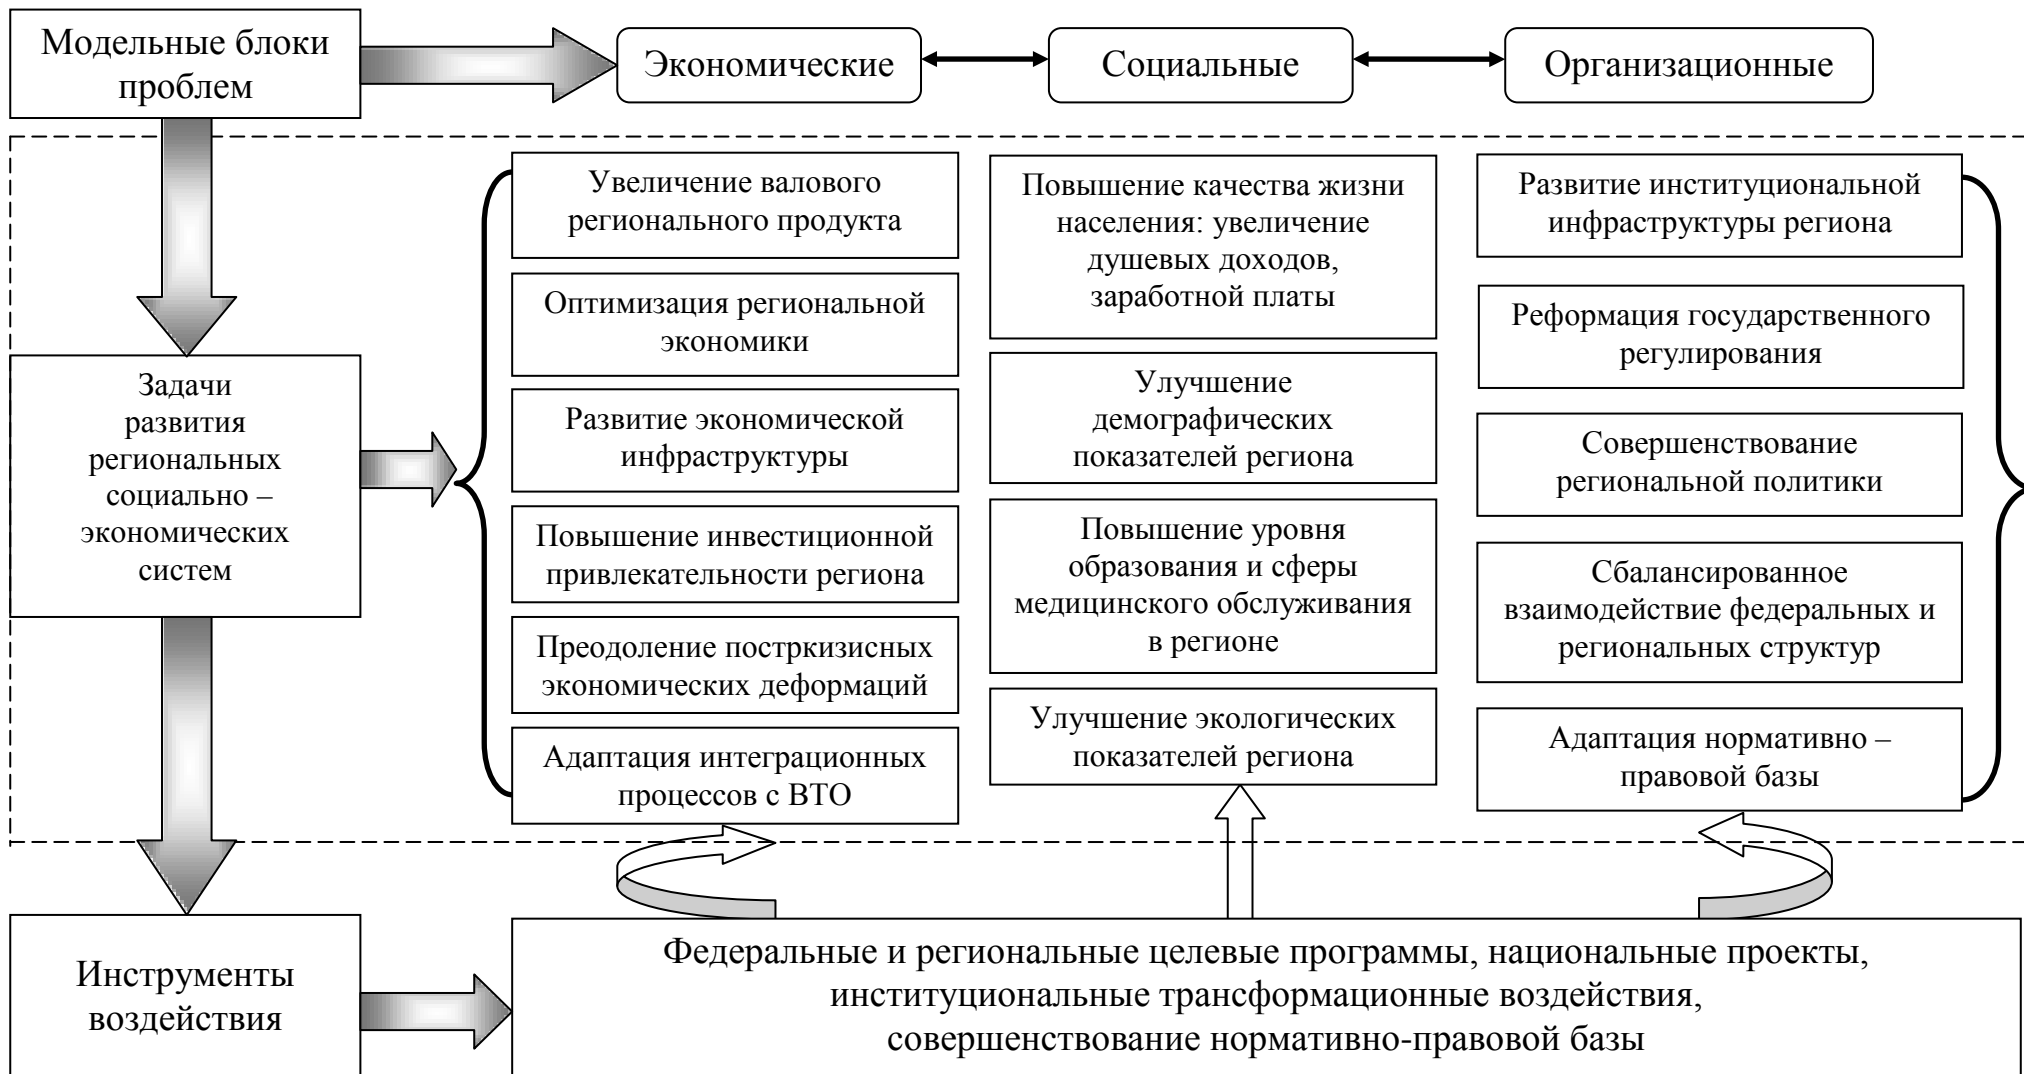 Модельные блоки
проблем
Экономические
Социальные
Организационные
Задачи
развития
региональных
социально –
экономических
систем
Увеличение валового
регионального продукта
Оптимизация региональной
экономики
Развитие экономической
инфраструктуры
Повышение инвестиционной
привлекательности региона
Преодоление постркизисных
экономических деформаций
Адаптация интеграционных
процессов с ВТО
Повышение качества жизни
населения: увеличение
душевых доходов,
заработной платы
Улучшение
демографических
показателей региона
Повышение уровня
образования и сферы
медицинского обслуживания
в регионе
Улучшение экологических
показателей региона
Развитие институциональной
инфраструктуры региона
Реформация государственного
регулирования
Совершенствование
региональной политики
Сбалансированное
взаимодействие федеральных и
региональных структур
Адаптация нормативно –
правовой базы
Инструменты
воздействия
Федеральные и региональные целевые программы, национальные проекты,
институциональные трансформационные воздействия,
совершенствование нормативно-правовой базы